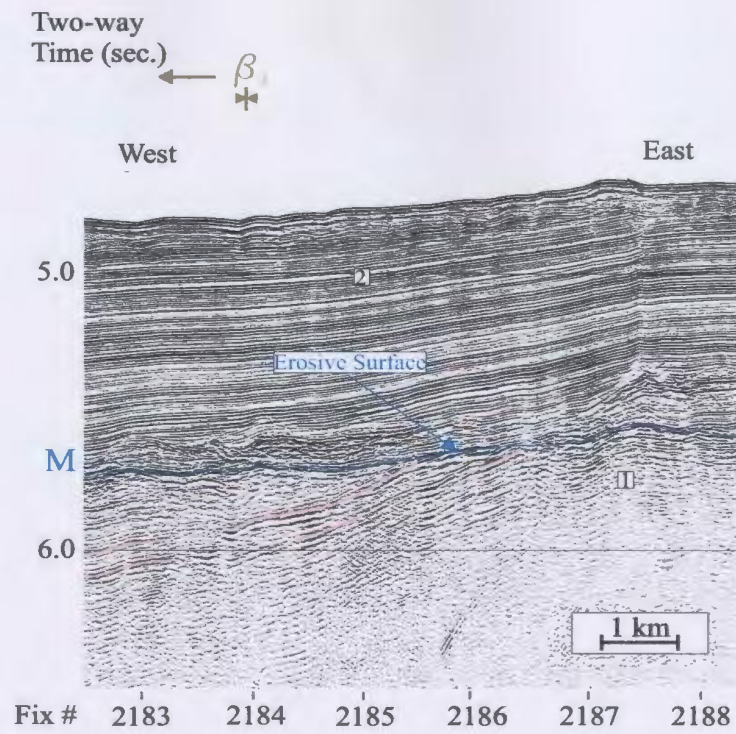 Two-way
Time (sec.)
β
West
East
5.0
2
Erosive Surface
M
1
6.0
1 km
Fix # 2183 2184 2185 2186 2187 2188